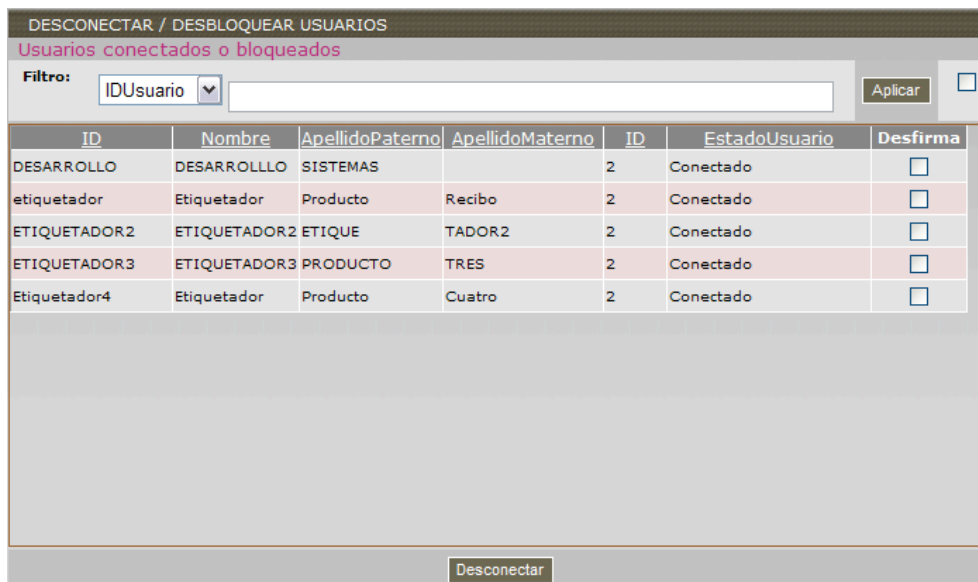 DESCONECTAR / DESBLOQUEAR USUARIOS
Usuarios conectados o bloqueados
Filtro: IDUsuario Aplicar
ID Nombre ApellidoPaterno ApellidoMaterno ID EstadoUsuario Desfirma
DESARROLLO DESARROLLLO SISTEMAS 2 Conectado
etiquetador Etiquetador Producto Recibo 2 Conectado
ETIQUETADOR2 ETIQUETADOR2 ETIQUE TADOR2 2 Conectado
ETIQUETADOR3 ETIQUETADOR3 PRODUCTO TRES 2 Conectado
Etiquetador4 Etiquetador Producto Cuatro 2 Conectado
Desconectar